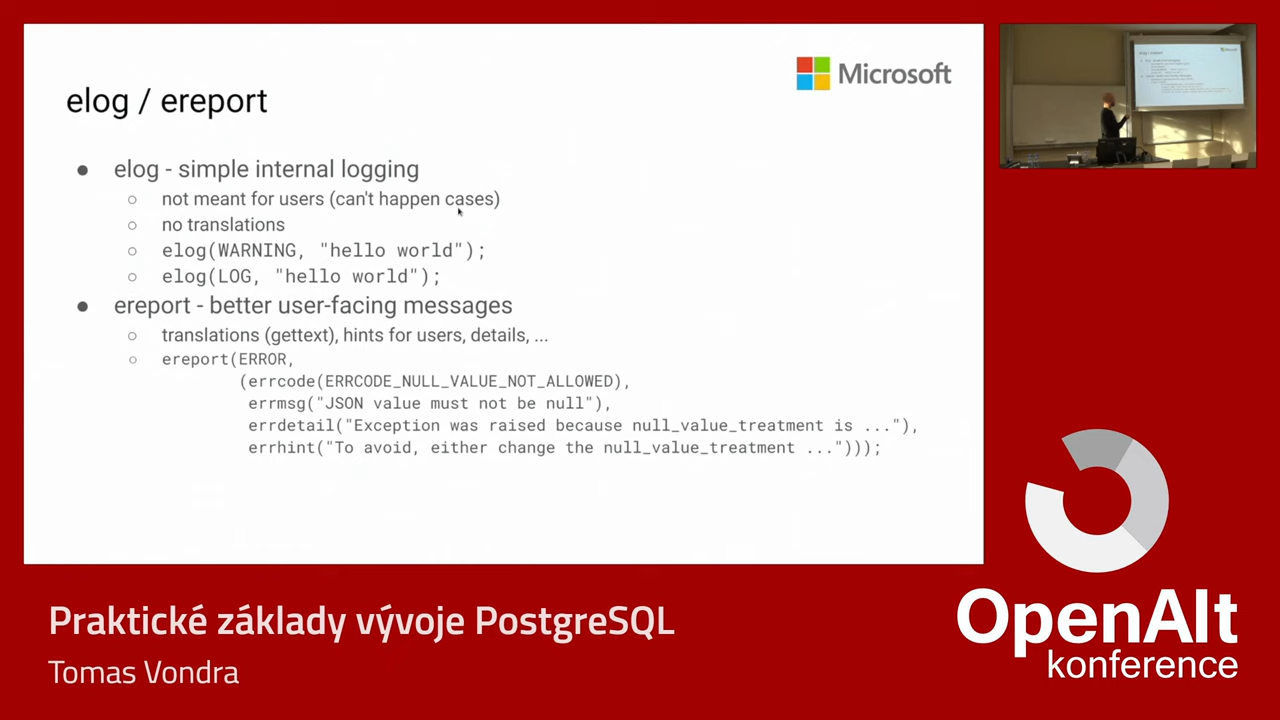 elog / ereport
Microsoft
● elog - simple internal logging
○ not meant for users (can't happen cases)
○ no translations
○ elog(WARNING, "hello world");
○ elog(LOG, "hello world");
● ereport - better user-facing messages
○ translations (gettext), hints for users, details, ...
○ ereport(ERROR,
(errcode(ERRCODE_NULL_VALUE_NOT_ALLOWED),
errmsg("JSON value must not be null"),
errdetail("Exception was raised because null_value_treatment is ..."),
errhint("To avoid, either change the null_value_treatment ...")));
Praktické základy vývoje PostgreSQL
Tomas Vondra
OpenAlt
konference